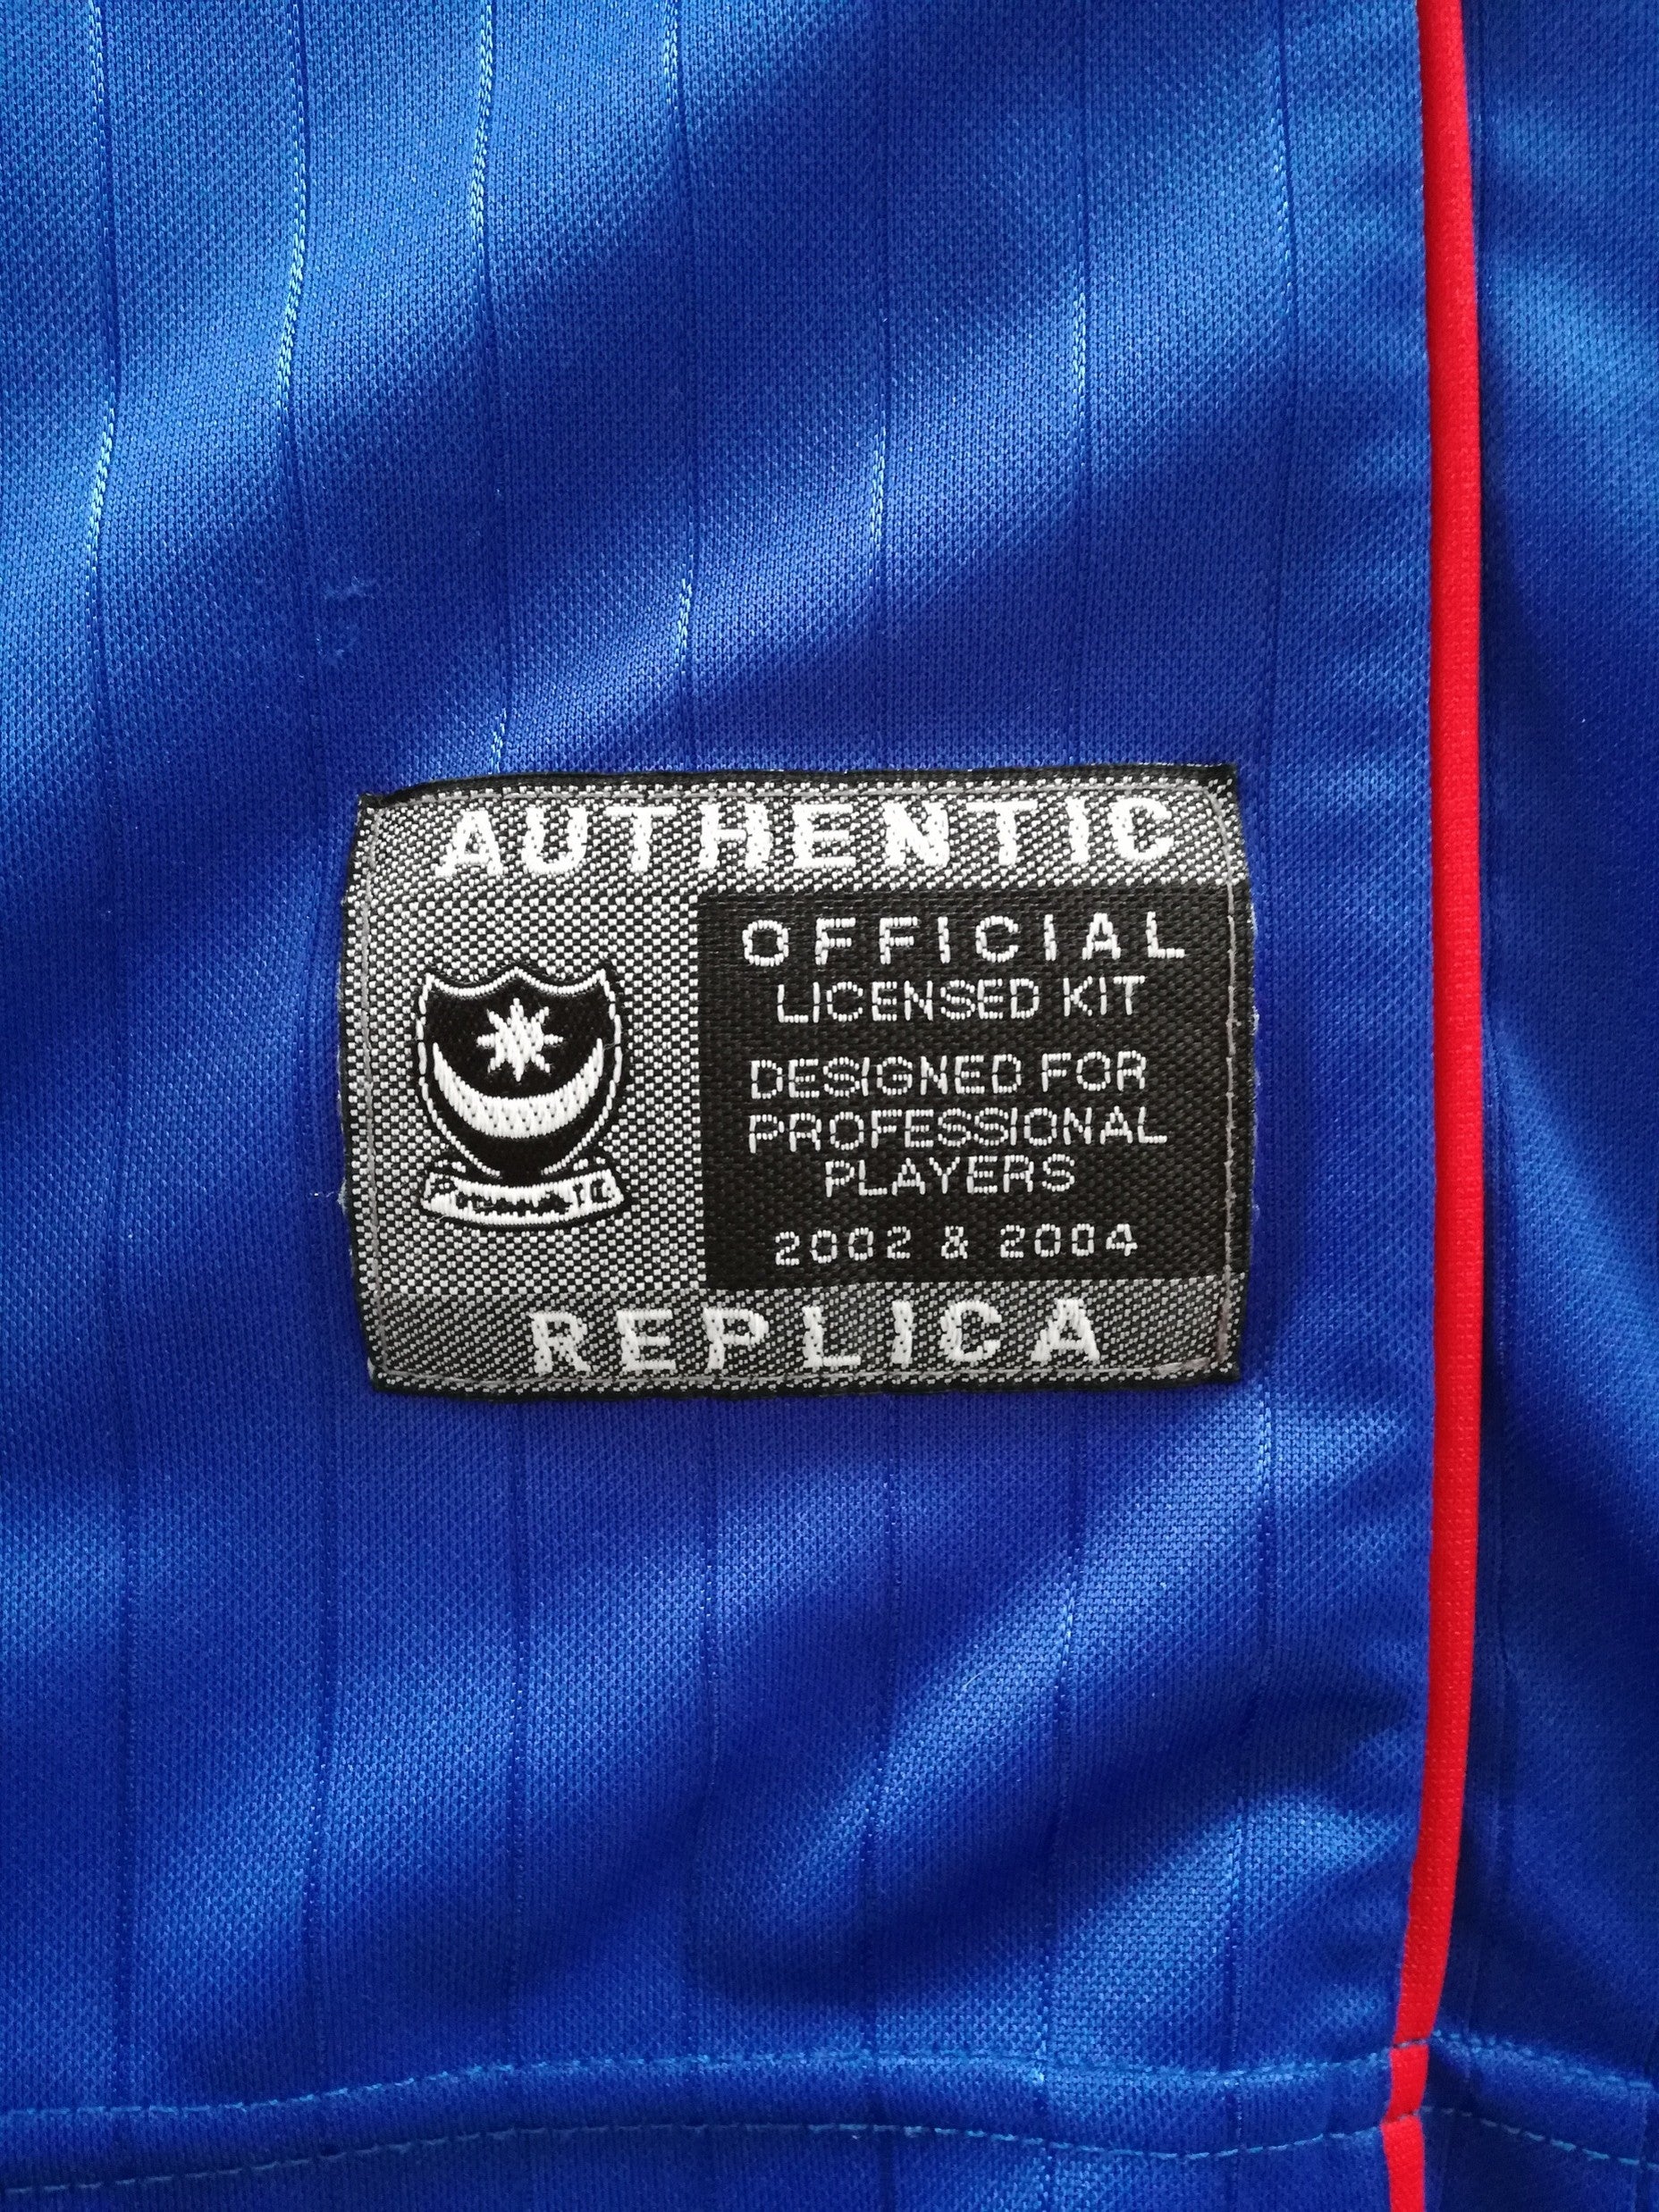 AUTHENTIC
OFFICIAL
LICENSED KIT
DESIGNED FOR
PROFESSIONAL
PLAYERS
2002 & 2004
REPLICA